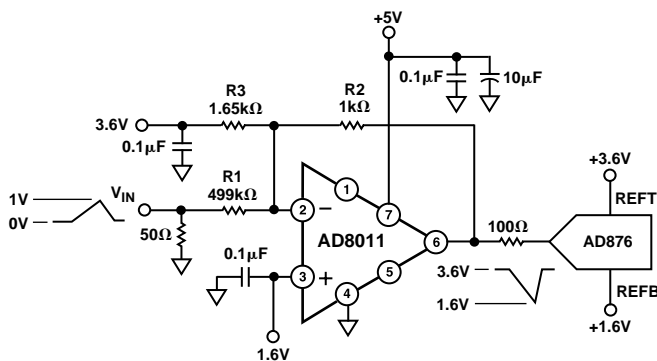 +5V
R3
1.65kΩ
R2
1kΩ
0.1μF
10μF
3.6V
0.1μF
+3.6V
1V
0V
VIN
R1
499kΩ
50Ω
1
2
−
7
AD8011
6
100Ω
REFT
AD876
0.1μF
3
+
5
4
3.6V
1.6V
REFB
1.6V
+1.6V